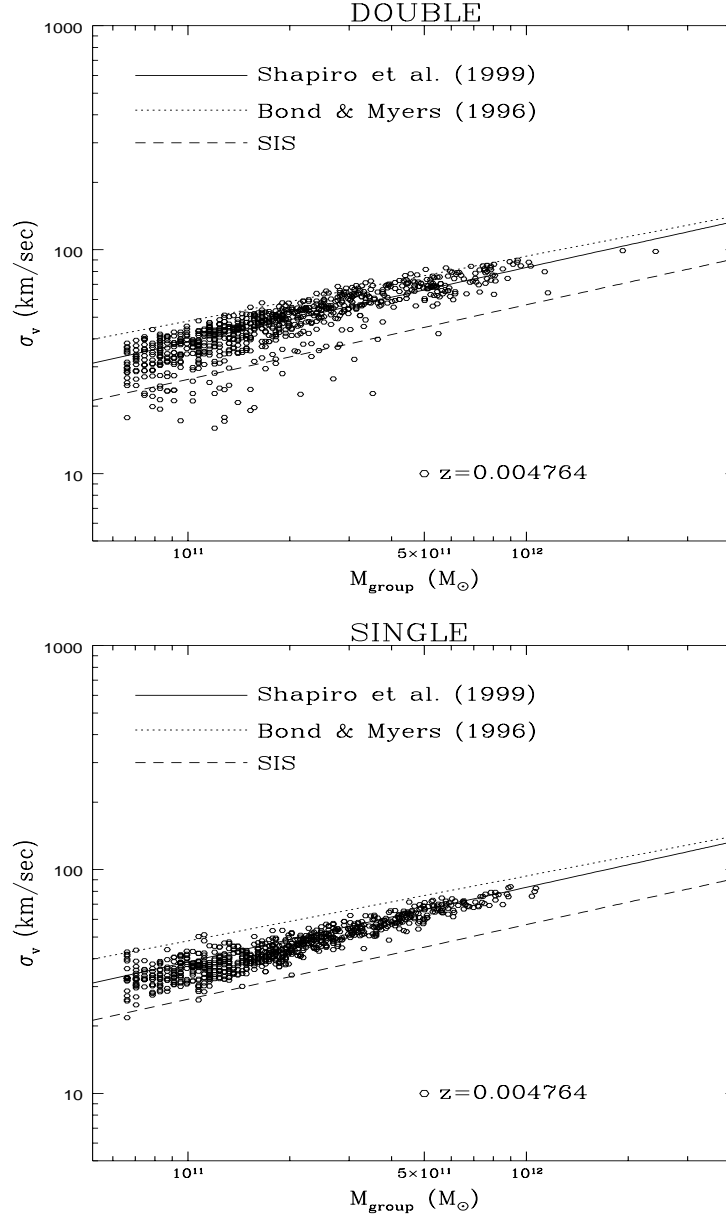 DOUBLE
1000
Shapiro et al. (1999)
Bond & Myers (1996)
SIS
100
σv (km/sec)
10
z=0.004764
10¹¹ 5×10¹¹ 10¹²
Mgroup (M⊙)
SINGLE
1000
Shapiro et al. (1999)
Bond & Myers (1996)
SIS
100
σv (km/sec)
10
z=0.004764
10¹¹ 5×10¹¹ 10¹²
Mgroup (M⊙)